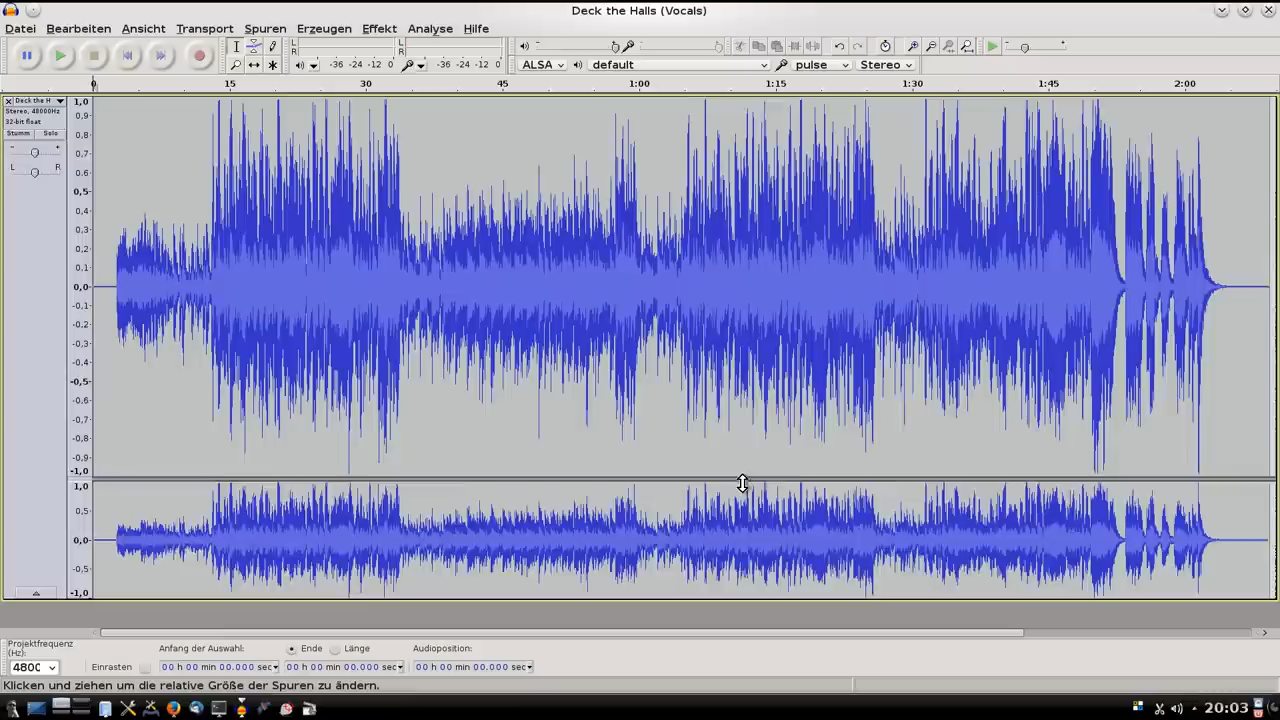 Deck the Halls (Vocals)
Datei Bearbeiten Ansicht Transport Spuren Erzeugen Effekt Analyse Hilfe
L R -36 -24 -12 0 L R -36 -24 -12 0
ALSA default pulse Stereo
0 15 30 45 1:00 1:15 1:30 1:45 2:00
Deck the H
Stereo, 48000Hz
32-bit float
Stumm Solo
- +
L R
1,0
0,9
0,8
0,7
0,6
0,5
0,4
0,3
0,2
0,1
0,0
-0,1
-0,2
-0,3
-0,4
-0,5
-0,6
-0,7
-0,8
-0,9
-1,0
1,0
0,5
0,0
-0,5
-1,0
Projektfrequenz (Hz):
Anfang der Auswahl: Ende Länge Audioposition:
4800 Einrasten 00 h 00 min 00.000 sec 00 h 00 min 00.000 sec 00 h 00 min 00.000 sec
Klicken und ziehen um die relative Größe der Spuren zu ändern.
20:03